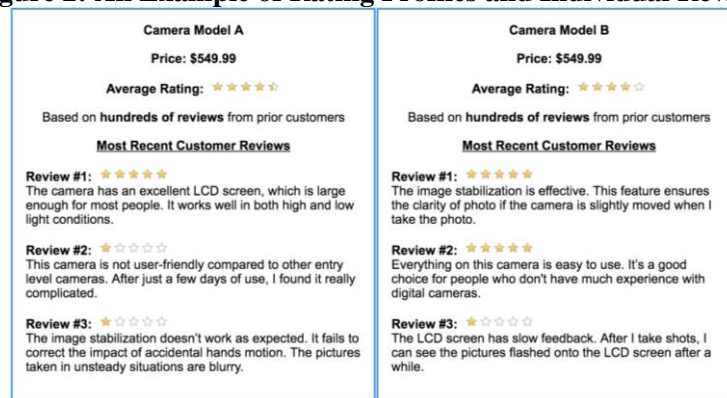 Camera Model A
Price: $549.99
Average Rating:
Based on hundreds of reviews from prior customers
Most Recent Customer Reviews
Review #1:
The camera has an excellent LCD screen, which is large
enough for most people. It works well in both high and low
light conditions.
Review #2:
This camera is not user-friendly compared to other entry
level cameras. After just a few days of use, I found it really
complicated.
Review #3:
The image stabilization doesn't work as expected. It fails to
correct the impact of accidental hands motion. The pictures
taken in unsteady situations are blurry.
Camera Model B
Price: $549.99
Average Rating:
Based on hundreds of reviews from prior customers
Most Recent Customer Reviews
Review #1:
The image stabilization is effective. This feature ensures
the clarity of photo if the camera is slightly moved when I
take the photo.
Review #2:
Everything on this camera is easy to use. It's a good
choice for people who don't have much experience with
digital cameras.
Review #3:
The LCD screen has slow feedback. After I take shots, I
can see the pictures flashed onto the LCD screen after a
while.